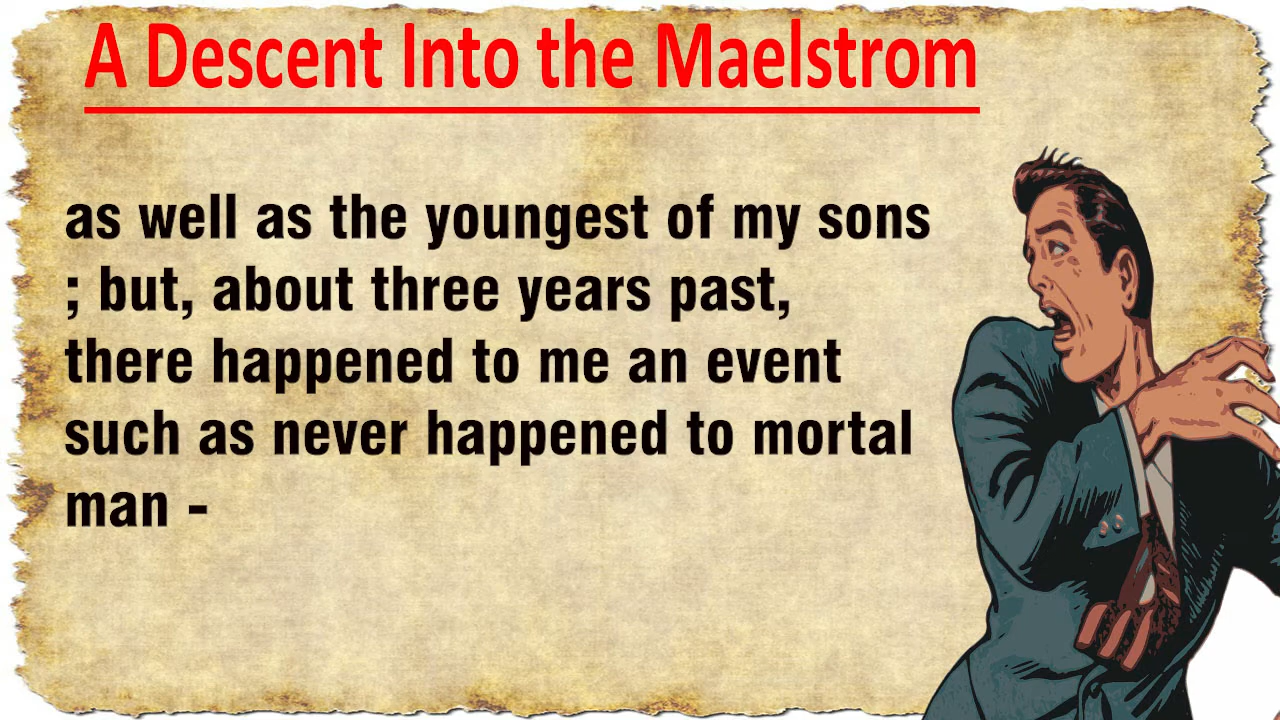 A Descent Into the Maelstrom
as well as the youngest of my sons
; but, about three years past,
there happened to me an event
such as never happened to mortal
man -